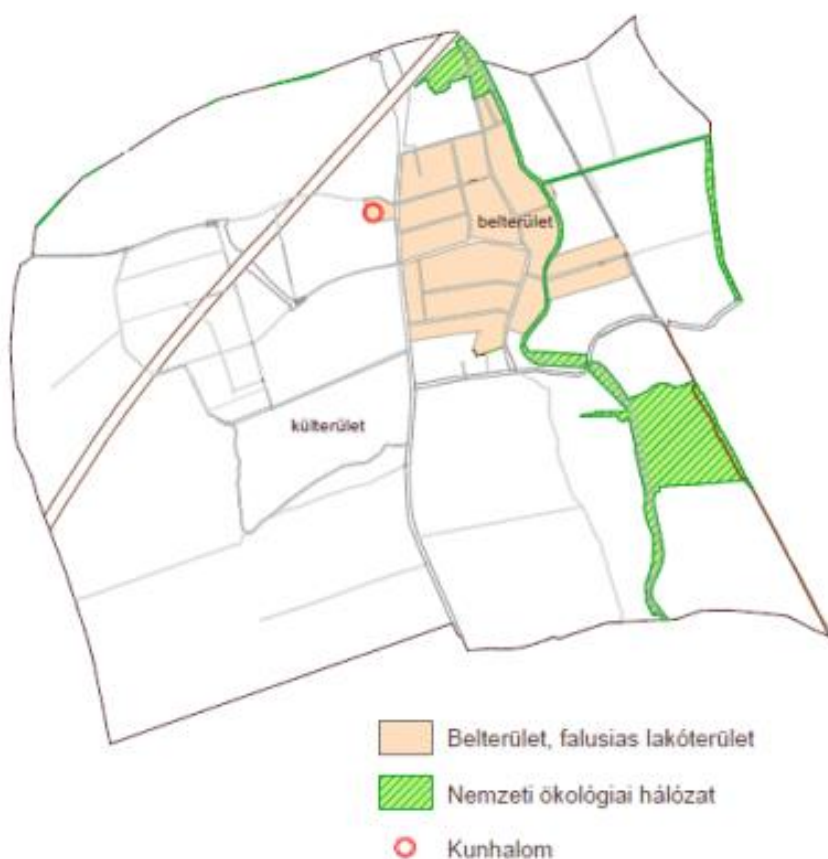 belterület
külterület
Belterület, falusias lakóterület
Nemzeti ökológiai hálózat
Kunhalom